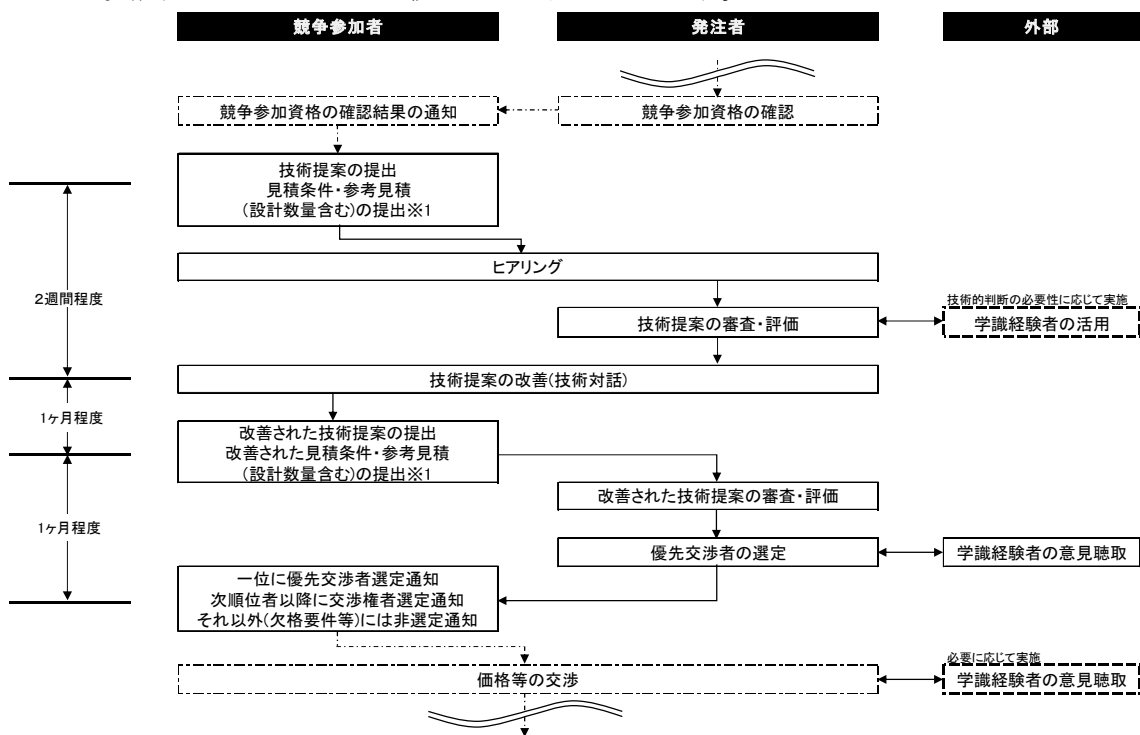 競争参加者
発注者
外部
競争参加資格の確認結果の通知
競争参加資格の確認
技術提案の提出
見積条件・参考見積
(設計数量含む)の提出※1
ヒアリング
2週間程度
技術的判断の必要性に応じて実施
技術提案の審査・評価
学識経験者の活用
技術提案の改善(技術対話)
1ヶ月程度
改善された技術提案の提出
改善された見積条件・参考見積
(設計数量含む)の提出※1
改善された技術提案の審査・評価
1ヶ月程度
優先交渉者の選定
学識経験者の意見聴取
一位に優先交渉者選定通知
次順位者以降に交渉権者選定通知
それ以外(欠格要件等)には非選定通知
必要に応じて実施
価格等の交渉
学識経験者の意見聴取